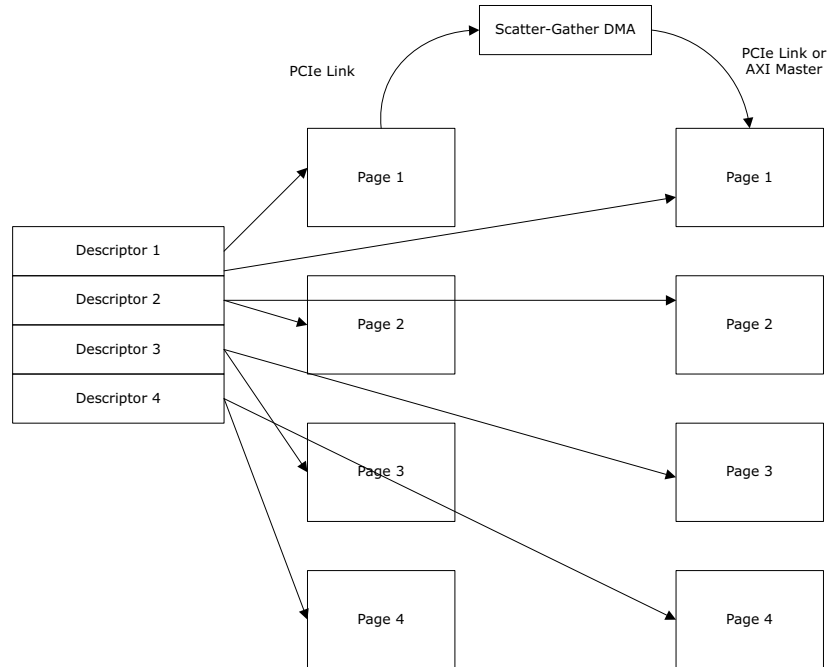 Scatter-Gather DMA
PCIe Link
PCIe Link or
AXI Master
Page 1
Page 1
Descriptor 1
Descriptor 2
Descriptor 3
Descriptor 4
Page 2
Page 2
Page 3
Page 3
Page 4
Page 4